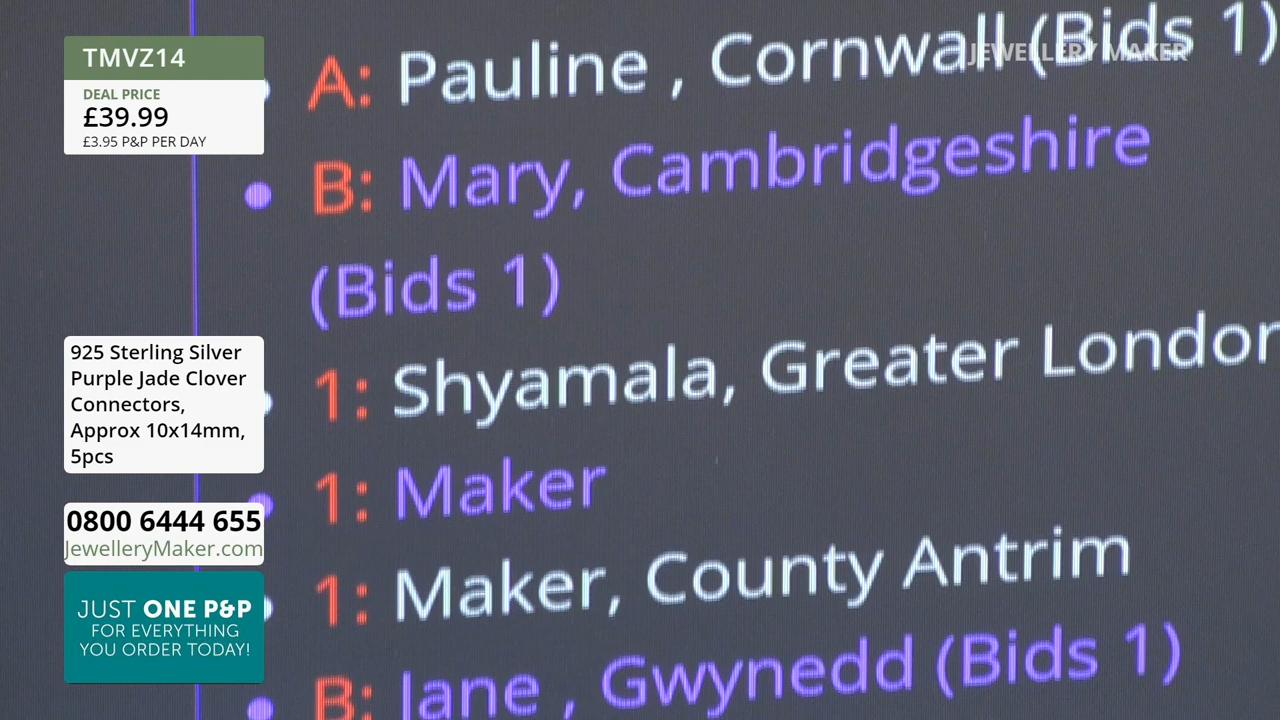 TMVZ14
DEAL PRICE
£39.99
£3.95 P&P PER DAY
JEWELLERY MAKER
A: Pauline , Cornwall (Bids 1)
B: Mary, Cambridgeshire
(Bids 1)
1: Shyamala, Greater London
1: Maker
1: Maker, County Antrim
B: Jane , Gwynedd (Bids 1)
925 Sterling Silver
Purple Jade Clover
Connectors,
Approx 10x14mm,
5pcs
0800 6444 655
JewelleryMaker.com
JUST ONE P&P
FOR EVERYTHING
YOU ORDER TODAY!